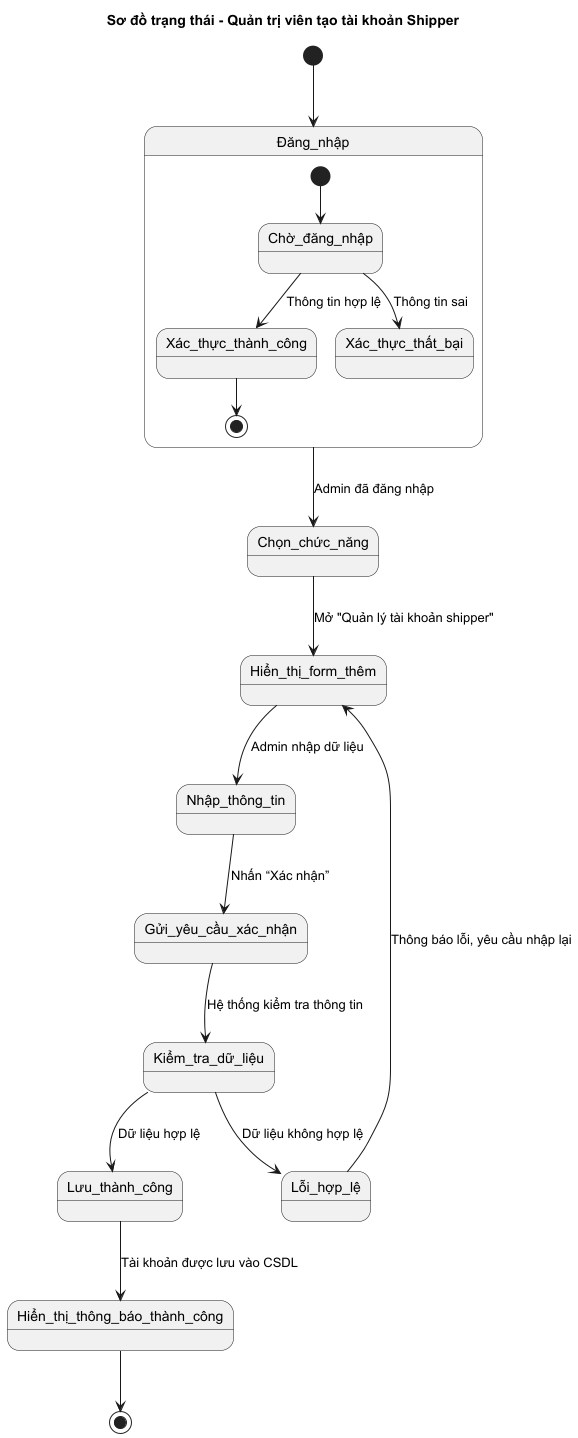 Sơ đồ trạng thái - Quản trị viên tạo tài khoản Shipper
Đăng_nhập
Chờ_đăng_nhập
Thông tin hợp lệ
Thông tin sai
Xác_thực_thành_công
Xác_thực_thất_bại
Admin đã đăng nhập
Chọn_chức_năng
Mở "Quản lý tài khoản shipper"
Hiển_thị_form_thêm
Admin nhập dữ liệu
Nhập_thông_tin
Nhấn “Xác nhận”
Gửi_yêu_cầu_xác_nhận
Thông báo lỗi, yêu cầu nhập lại
Hệ thống kiểm tra thông tin
Kiểm_tra_dữ_liệu
Dữ liệu hợp lệ
Dữ liệu không hợp lệ
Lưu_thành_công
Lỗi_hợp_lệ
Tài khoản được lưu vào CSDL
Hiển_thị_thông_báo_thành_công